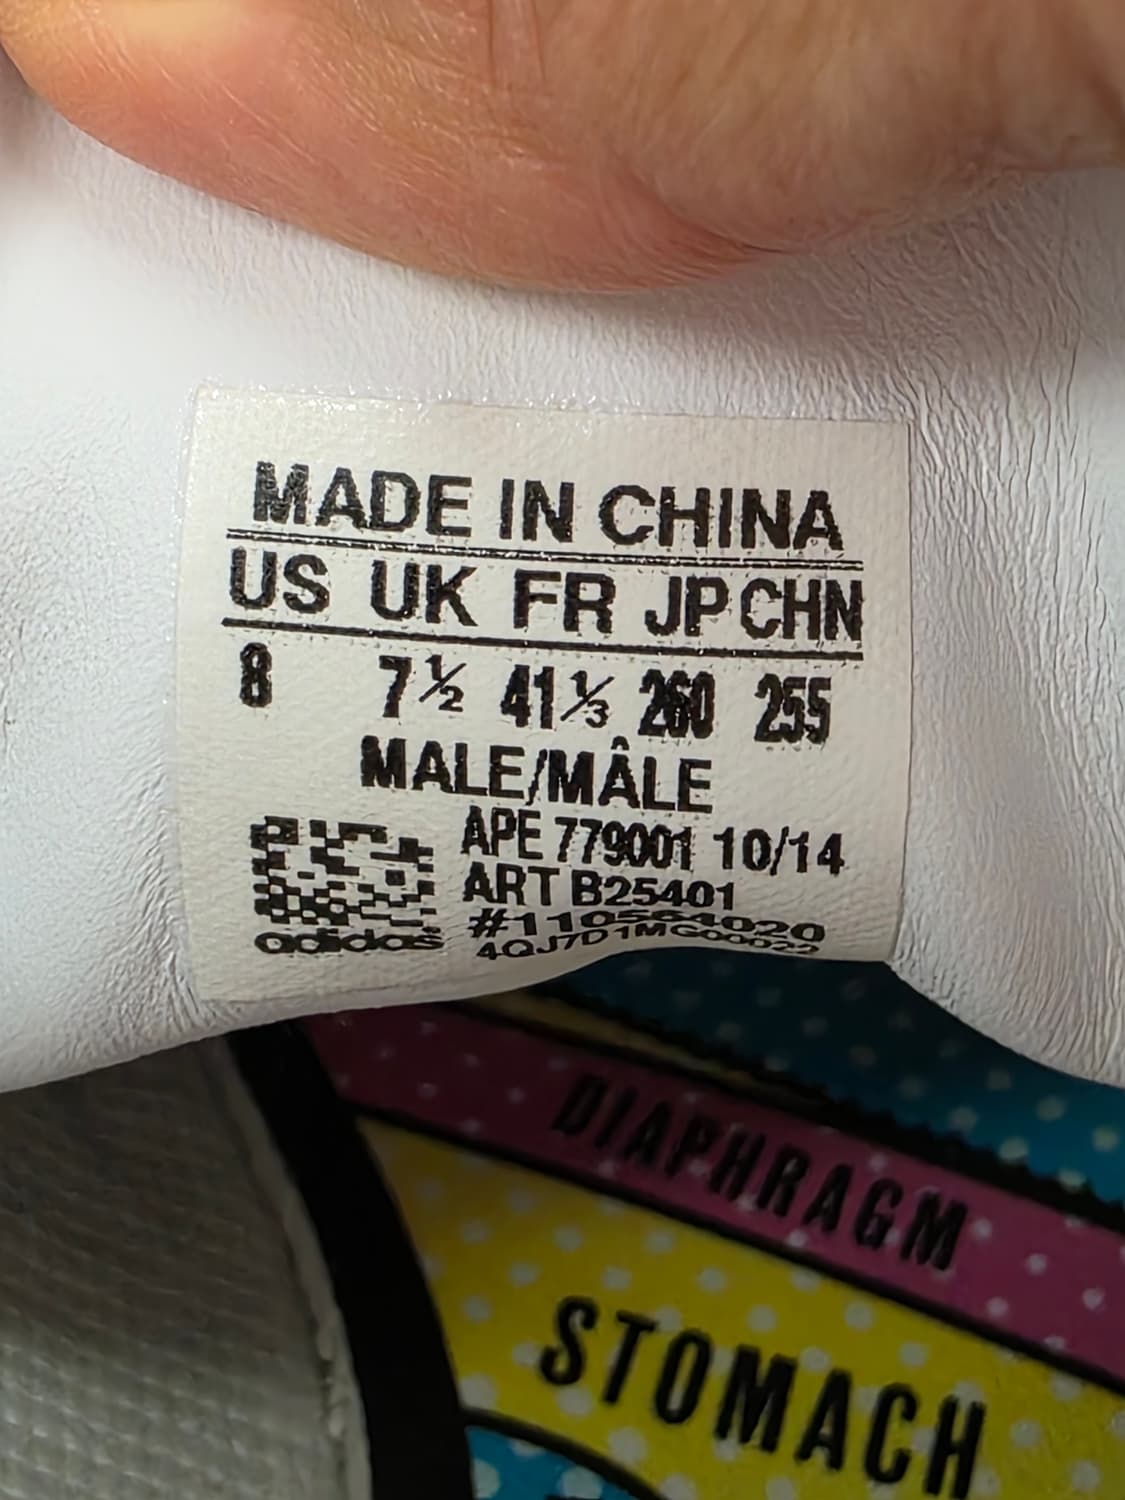 MADE IN CHINA
US UK FR JP CHN
8 7½ 41⅓ 260 255
MALE/MÂLE
APE 779001 10/14
ART B25401
#110564020
4QJ7D1MG00022
adidas
DIAPHRAGM
STOMACH